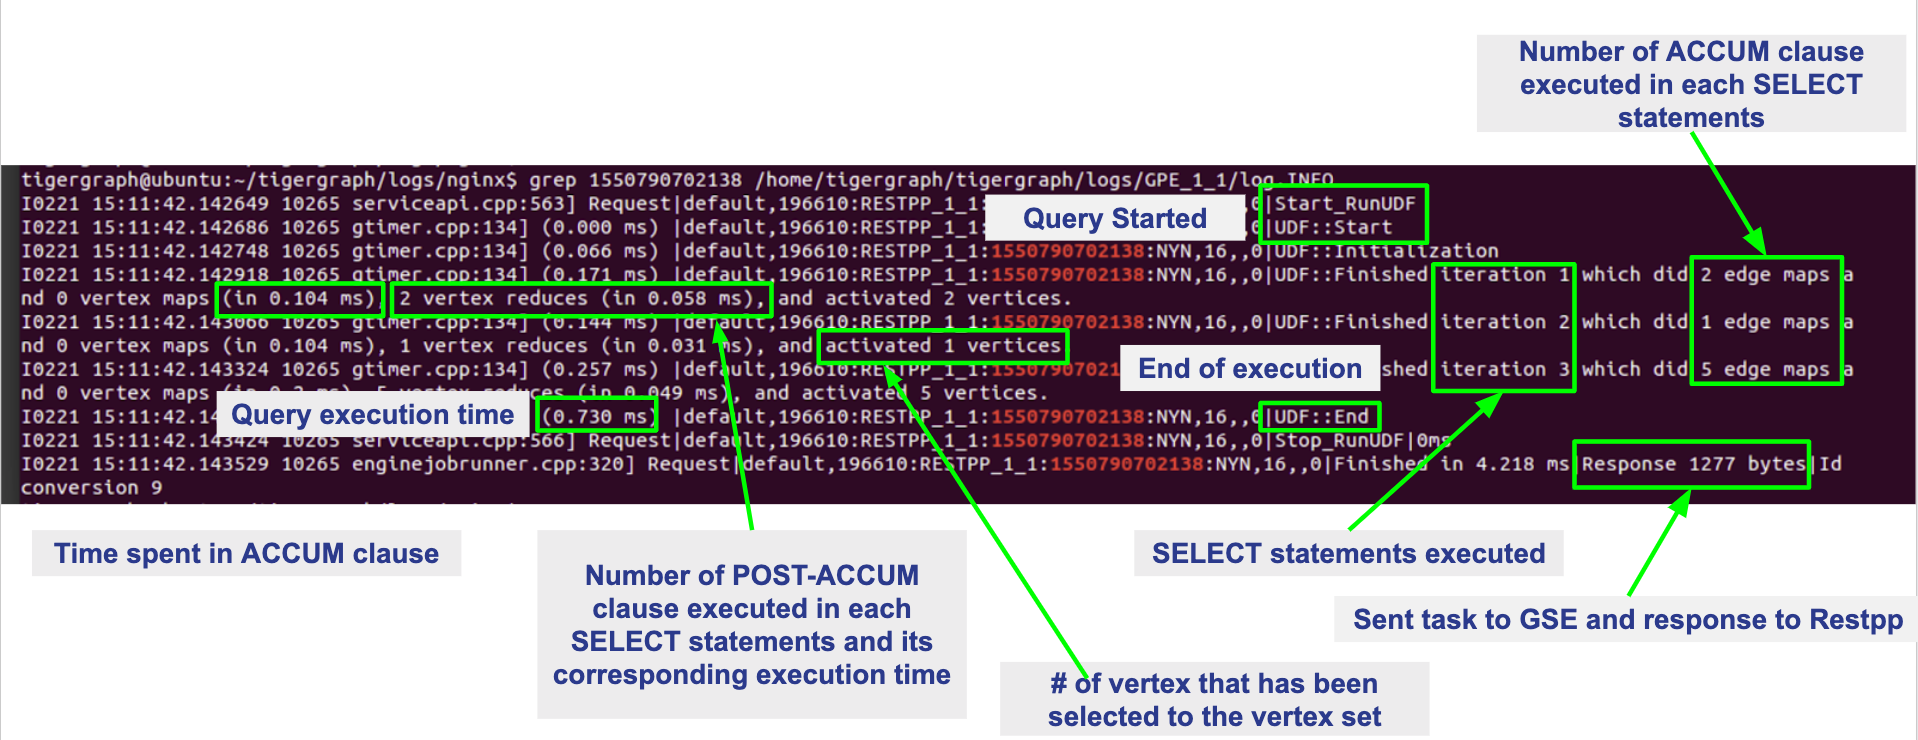 Number of ACCUM clause
executed in each SELECT
statements
tigergraph@ubuntu:~/tigergraph/logs/nginx$ grep 1550790702138 /home/tigergraph/tigergraph/logs/GPE_1_1/log.INFO
I0221 15:11:42.142649 10265 serviceapi.cpp:563] Request|default,196610:RESTPP_1_1: ,0|Start_RunUDF
Query Started
I0221 15:11:42.142686 10265 gtimer.cpp:134] (0.000 ms) |default,196610:RESTPP_1_1: ,0|UDF::Start
I0221 15:11:42.142748 10265 gtimer.cpp:134] (0.066 ms) |default,196610:RESTPP_1_1:1550790702138:NYN,16,,0|UDF::Initialization
I0221 15:11:42.142918 10265 gtimer.cpp:134] (0.171 ms) |default,196610:RESTPP_1_1:1550790702138:NYN,16,,0|UDF::Finished iteration 1 which did 2 edge maps a
nd 0 vertex maps (in 0.104 ms), 2 vertex reduces (in 0.058 ms), and activated 2 vertices.
I0221 15:11:42.143066 10265 gtimer.cpp:134] (0.144 ms) |default,196610:RESTPP_1_1:1550790702138:NYN,16,,0|UDF::Finished iteration 2 which did 1 edge maps a
nd 0 vertex maps (in 0.104 ms), 1 vertex reduces (in 0.031 ms), and activated 1 vertices
I0221 15:11:42.143324 10265 gtimer.cpp:134] (0.257 ms) |default,196610:RESTPP_1_1:15507907021 shed iteration 3 which did 5 edge maps a
End of execution
nd 0 vertex maps (in 0.2 ms), 5 vertex reduces (in 0.049 ms), and activated 5 vertices.
I0221 15:11:42.14 (0.730 ms) |default,196610:RESTPP_1_1:1550790702138:NYN,16,,0|UDF::End
Query execution time
I0221 15:11:42.143424 10265 serviceapi.cpp:566] Request|default,196610:RESTPP_1_1:1550790702138:NYN,16,,0|Stop_RunUDF|0ms
I0221 15:11:42.143529 10265 enginejobrunner.cpp:320] Request|default,196610:RESTPP_1_1:1550790702138:NYN,16,,0|Finished in 4.218 ms|Response 1277 bytes|Id
conversion 9
Time spent in ACCUM clause
Number of POST-ACCUM
clause executed in each
SELECT statements and its
corresponding execution time
SELECT statements executed
Sent task to GSE and response to Restpp
# of vertex that has been
selected to the vertex set